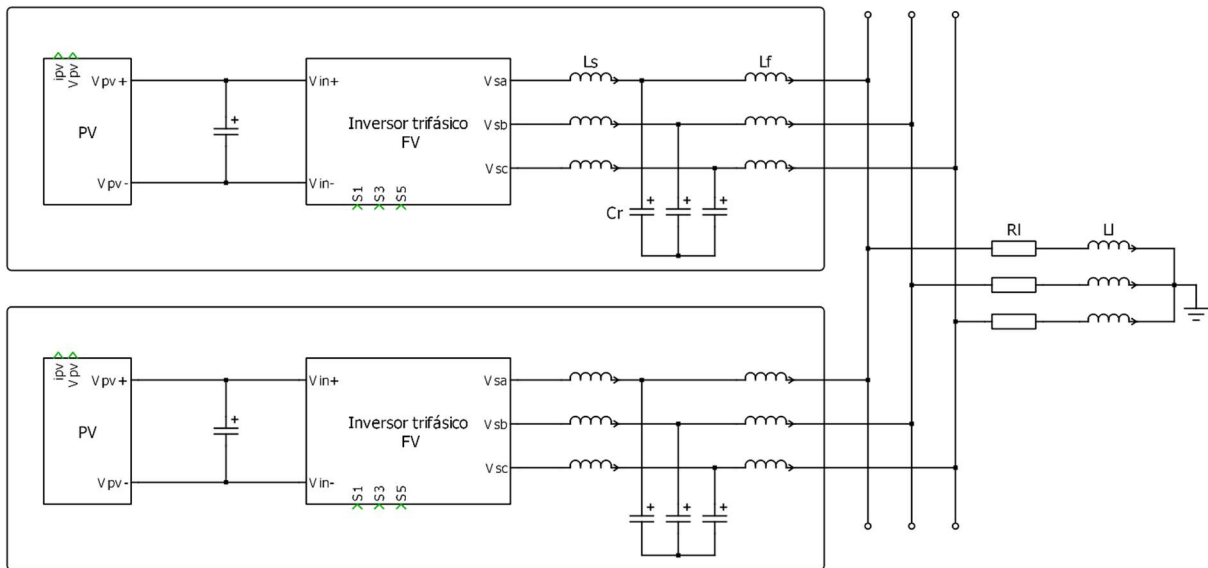 ipv
Vpv
Vpv+
PV
Vpv-
+
Vin+
Inversor trifásico
FV
Vin-
S1
S3
S5
Vsa
Vsb
Vsc
Ls
Lf
Cr
+
+
+
Rl
Ll
ipv
Vpv
Vpv+
PV
Vpv-
+
Vin+
Inversor trifásico
FV
Vin-
S1
S3
S5
Vsa
Vsb
Vsc
+
+
+